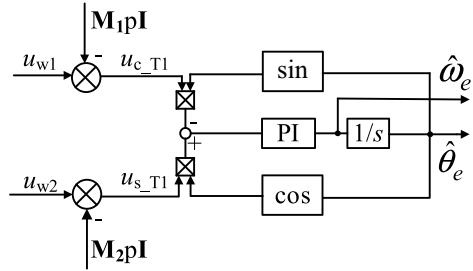 M₁pI
-
u_w1
u_c_T1
sin
ω̂_e
-
+
PI
1/s
θ̂_e
u_w2
u_s_T1
cos
-
M₂pI